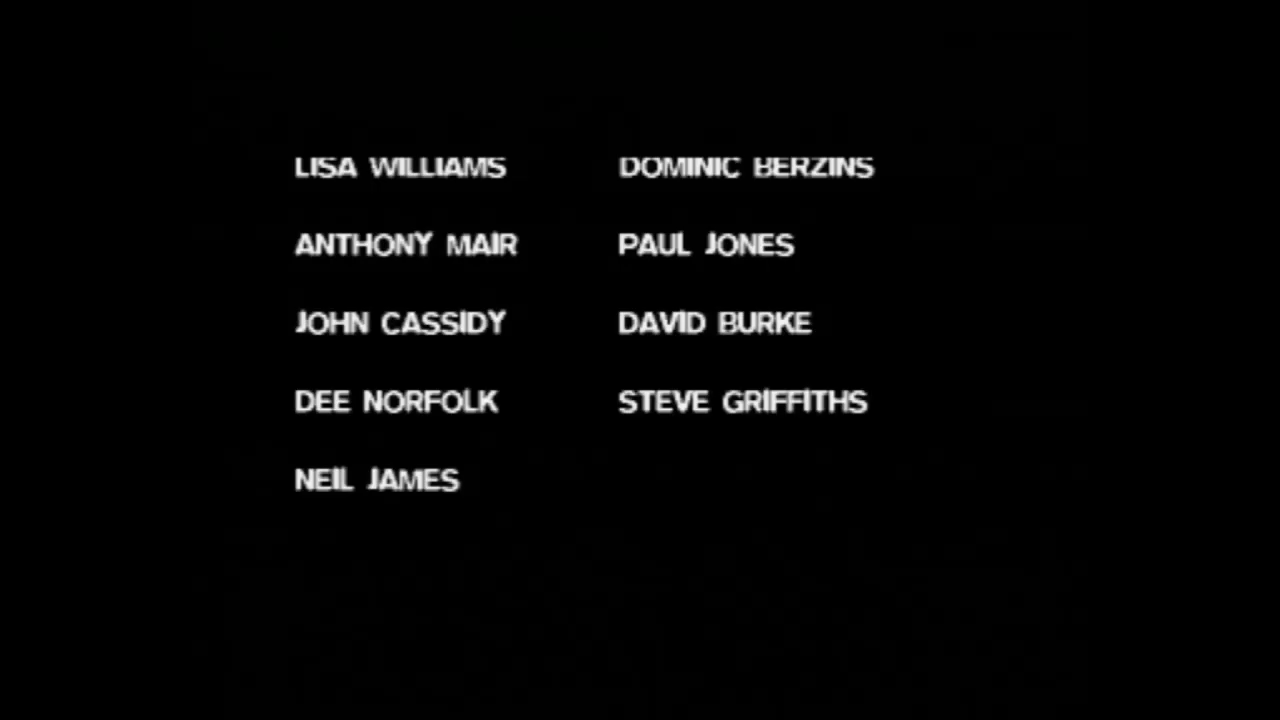 LISA WILLIAMS DOMINIC BERZINS
ANTHONY MAIR PAUL JONES
JOHN CASSIDY DAVID BURKE
DEE NORFOLK STEVE GRIFFITHS
NEIL JAMES